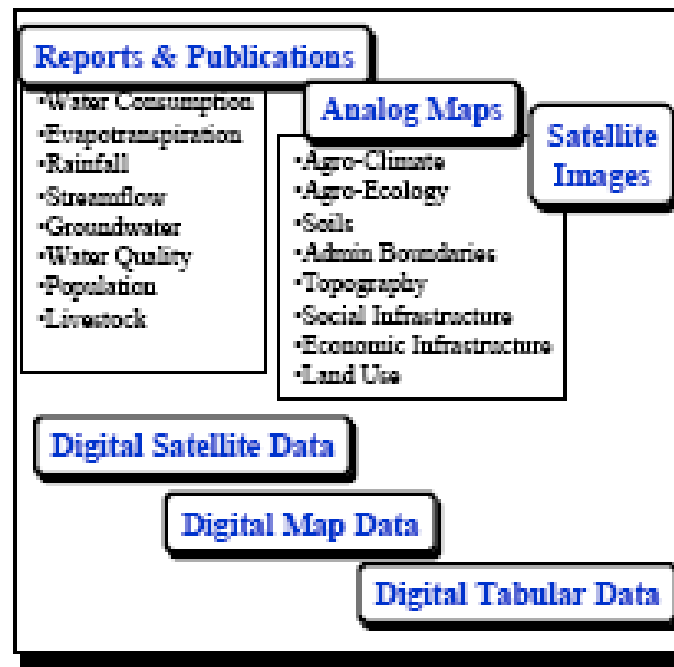 Reports & Publications
•Water Consumption
•Evapotranspiration
•Rainfall
•Streamflow
•Groundwater
•Water Quality
•Population
•Livestock
Analog Maps
•Agro-Climate
•Agro-Ecology
•Soils
•Admin Boundaries
•Topography
•Social Infrastructure
•Economic Infrastructure
•Land Use
Satellite
Images
Digital Satellite Data
Digital Map Data
Digital Tabular Data